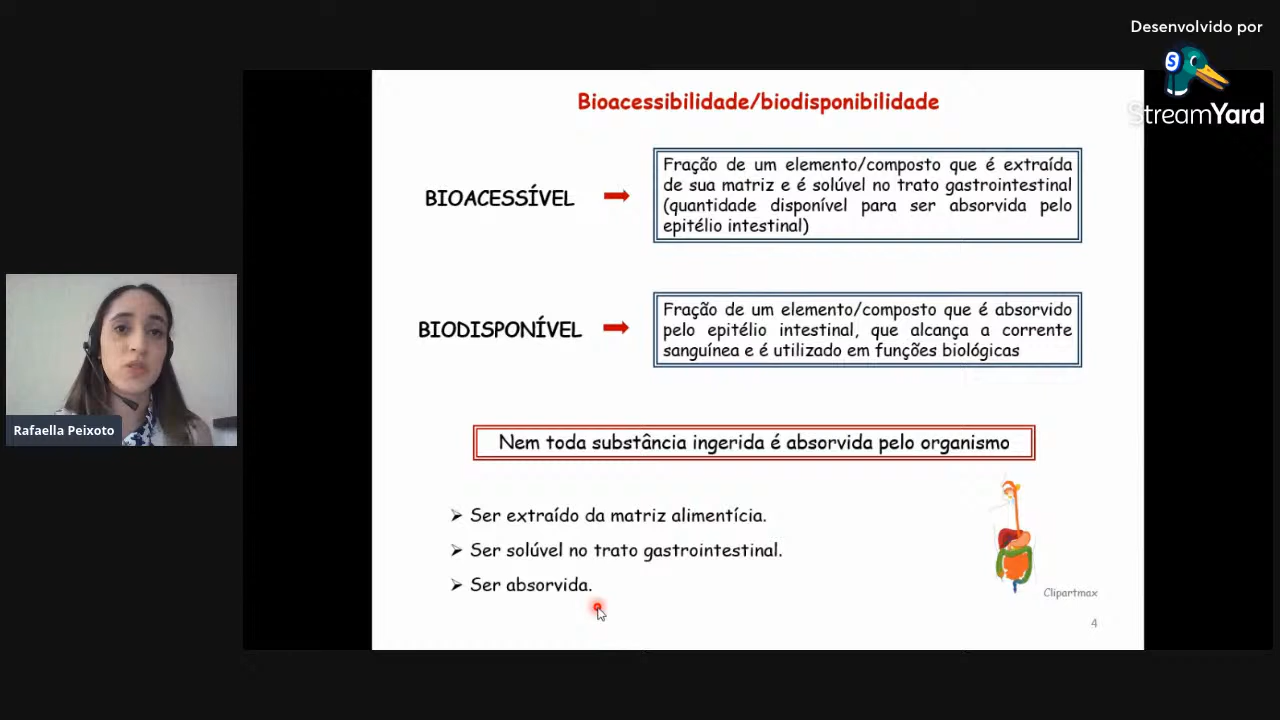 Desenvolvido por
StreamYard
Bioacessibilidade/biodisponibilidade
BIOACESSÍVEL
Fração de um elemento/composto que é extraída
de sua matriz e é solúvel no trato gastrointestinal
(quantidade disponível para ser absorvida pelo
epitélio intestinal)
BIODISPONÍVEL
Fração de um elemento/composto que é absorvido
pelo epitélio intestinal, que alcança a corrente
sanguínea e é utilizado em funções biológicas
Rafaella Peixoto
Nem toda substância ingerida é absorvida pelo organismo
Ser extraído da matriz alimentícia.
Ser solúvel no trato gastrointestinal.
Ser absorvida.
Clipartmax
4